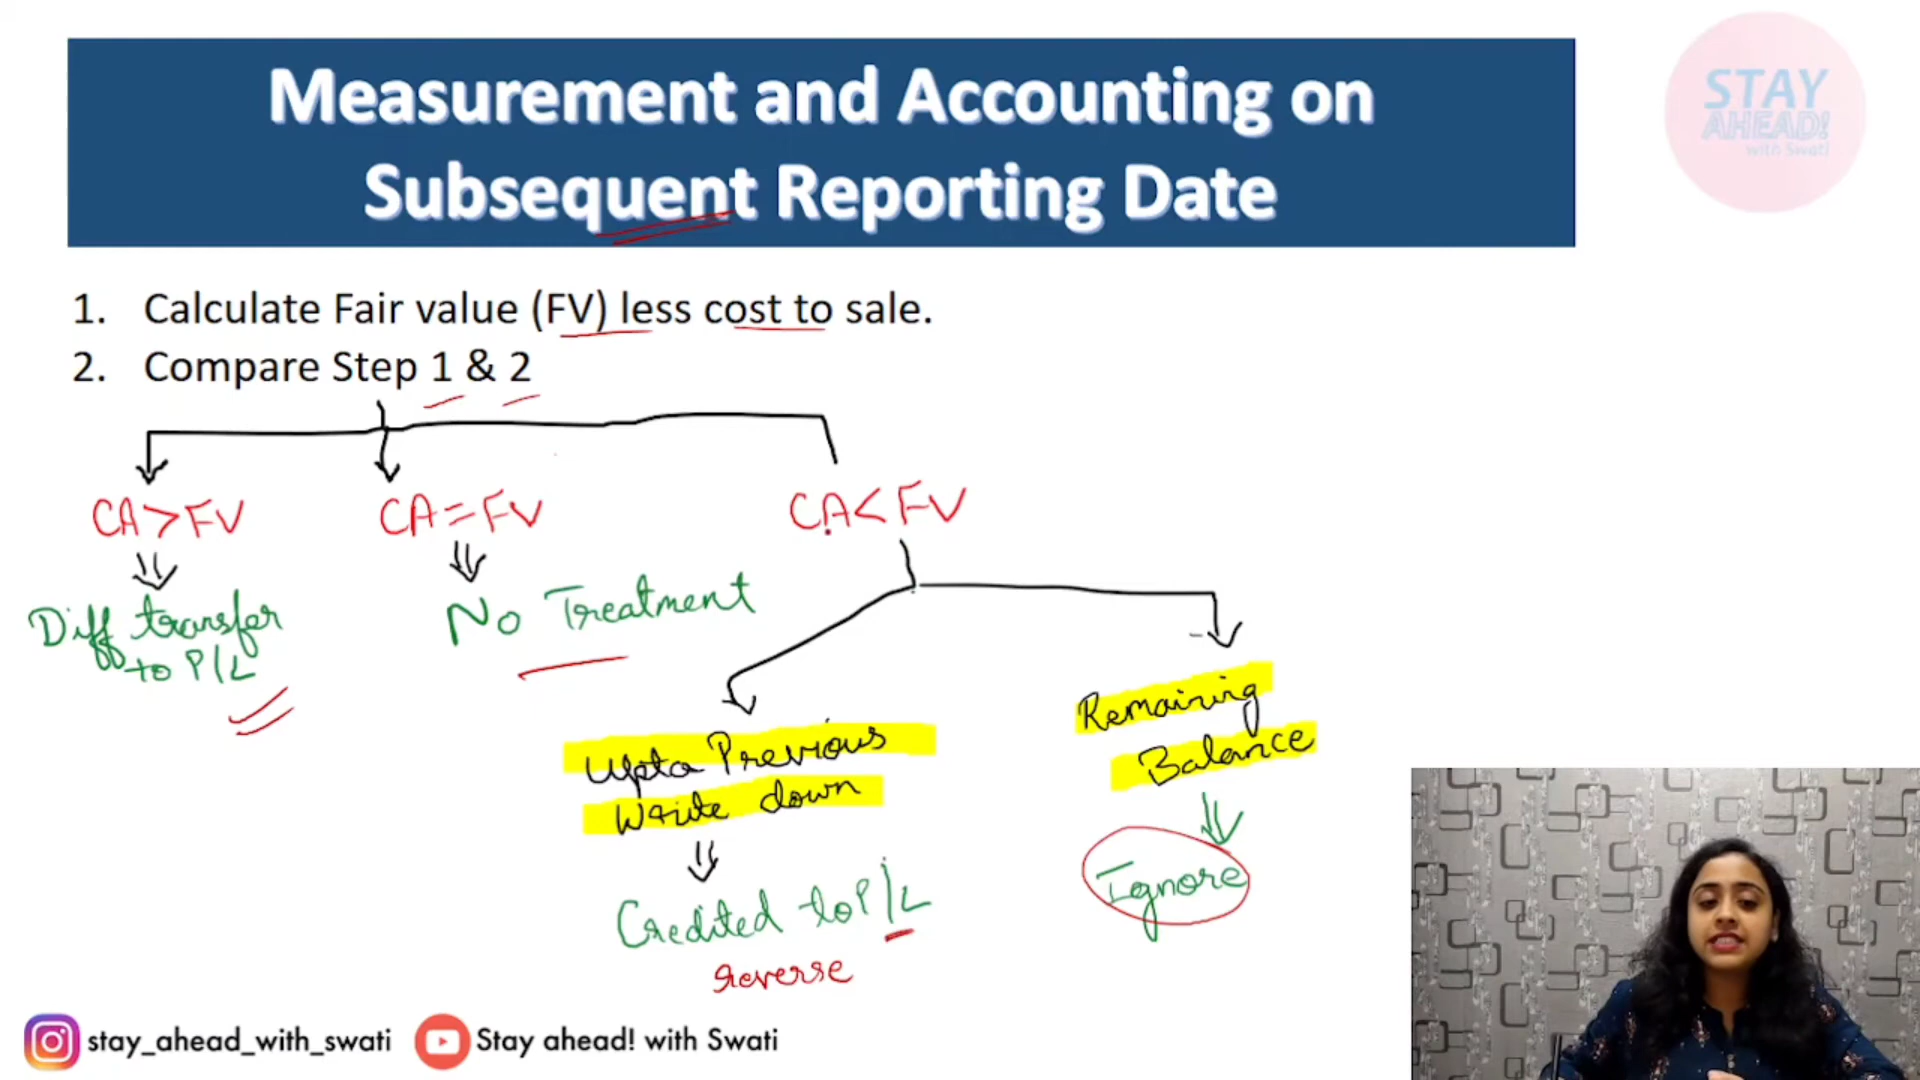 Measurement and Accounting on
Subsequent Reporting Date
STAY
AHEAD!
with Swati
1. Calculate Fair value (FV) less cost to sale.
2. Compare Step 1 & 2
CA>FV
CA=FV
CA<FV
Diff transfer
to P/L
No Treatment
Upto Previous
Write down
Credited to P/L
reverse
Remaining
Balance
Ignore
stay_ahead_with_swati
Stay ahead! with Swati